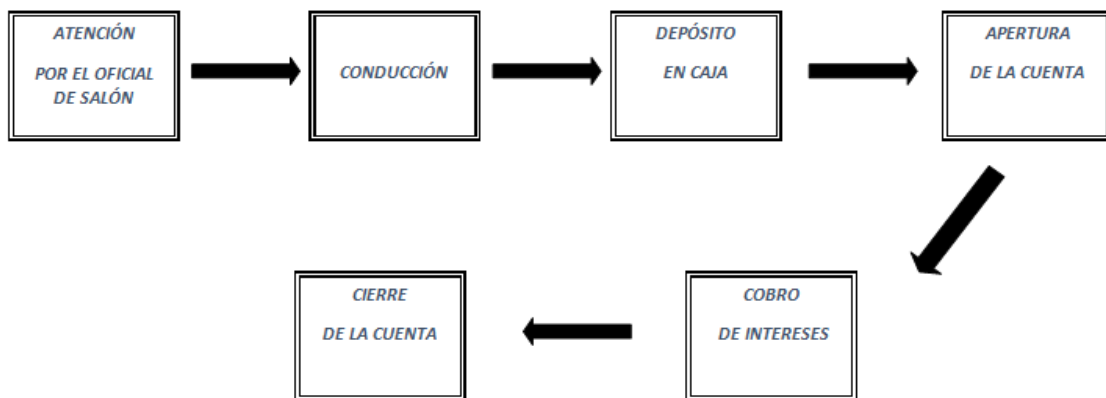 ATENCIÓN
POR EL OFICIAL
DE SALÓN
CONDUCCIÓN
DEPÓSITO
EN CAJA
APERTURA
DE LA CUENTA
COBRO
DE INTERESES
CIERRE
DE LA CUENTA